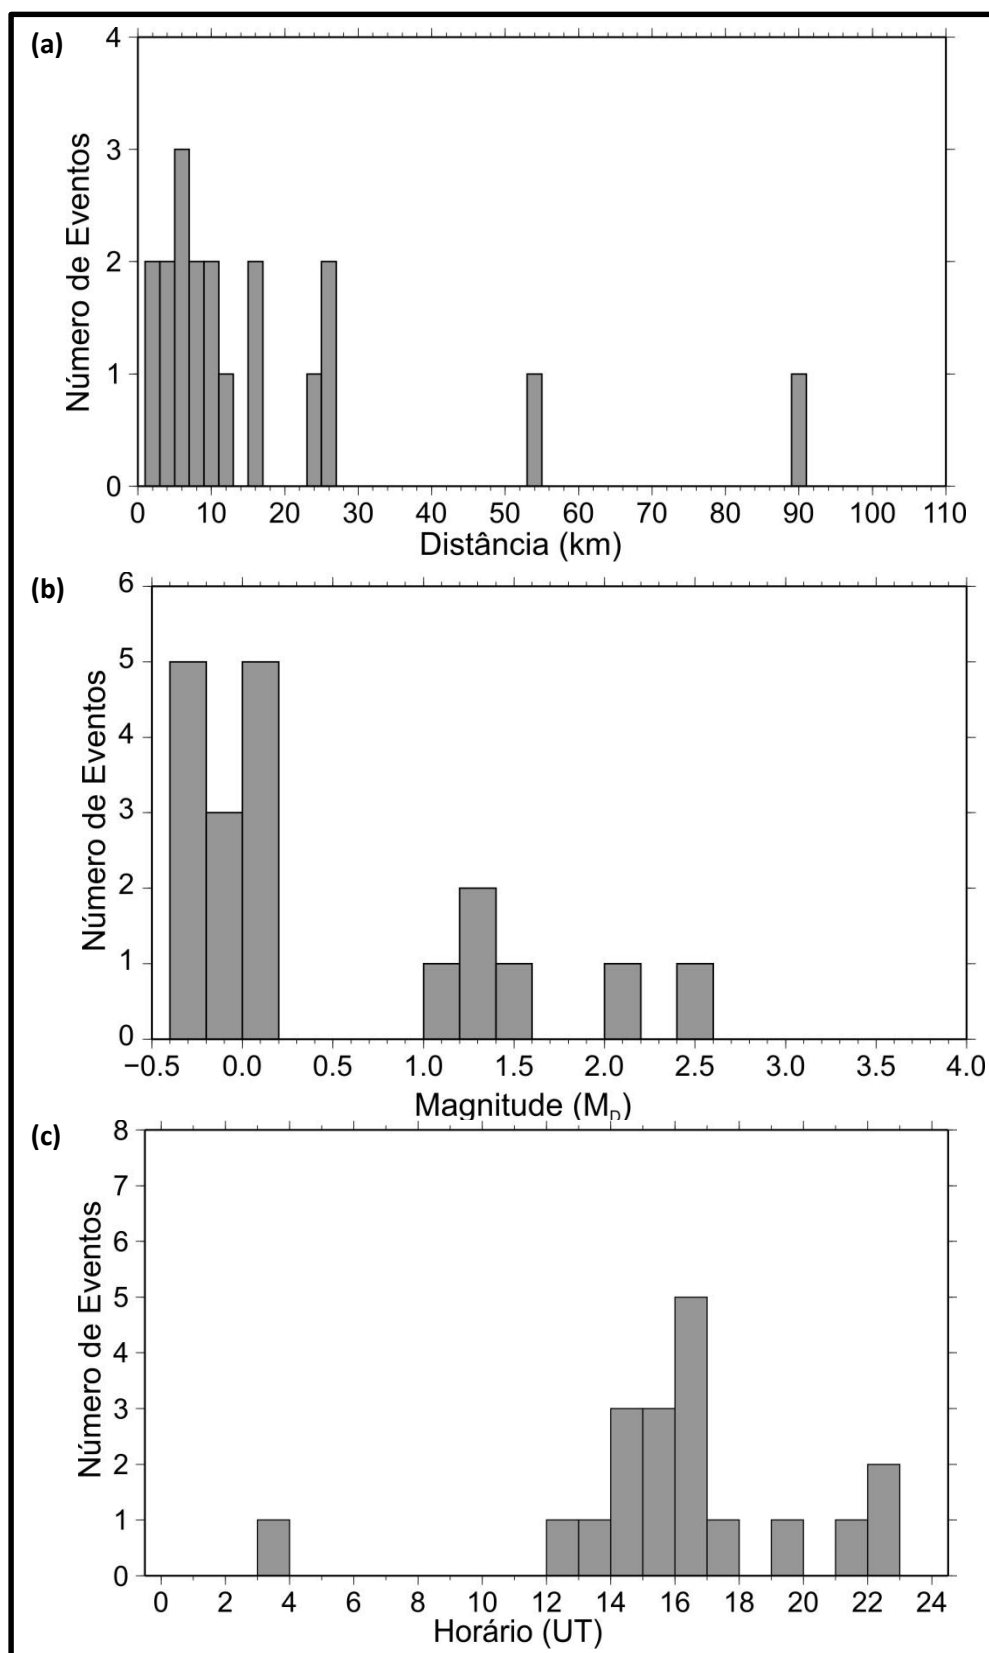 (a)
Número de Eventos
4
3
2
1
0
0 10 20 30 40 50 60 70 80 90 100 110
Distância (km)
(b)
Número de Eventos
6
5
4
3
2
1
0
−0.5 0.0 0.5 1.0 1.5 2.0 2.5 3.0 3.5 4.0
Magnitude (MD)
(c)
Número de Eventos
8
7
6
5
4
3
2
1
0
0 2 4 6 8 10 12 14 16 18 20 22 24
Horário (UT)